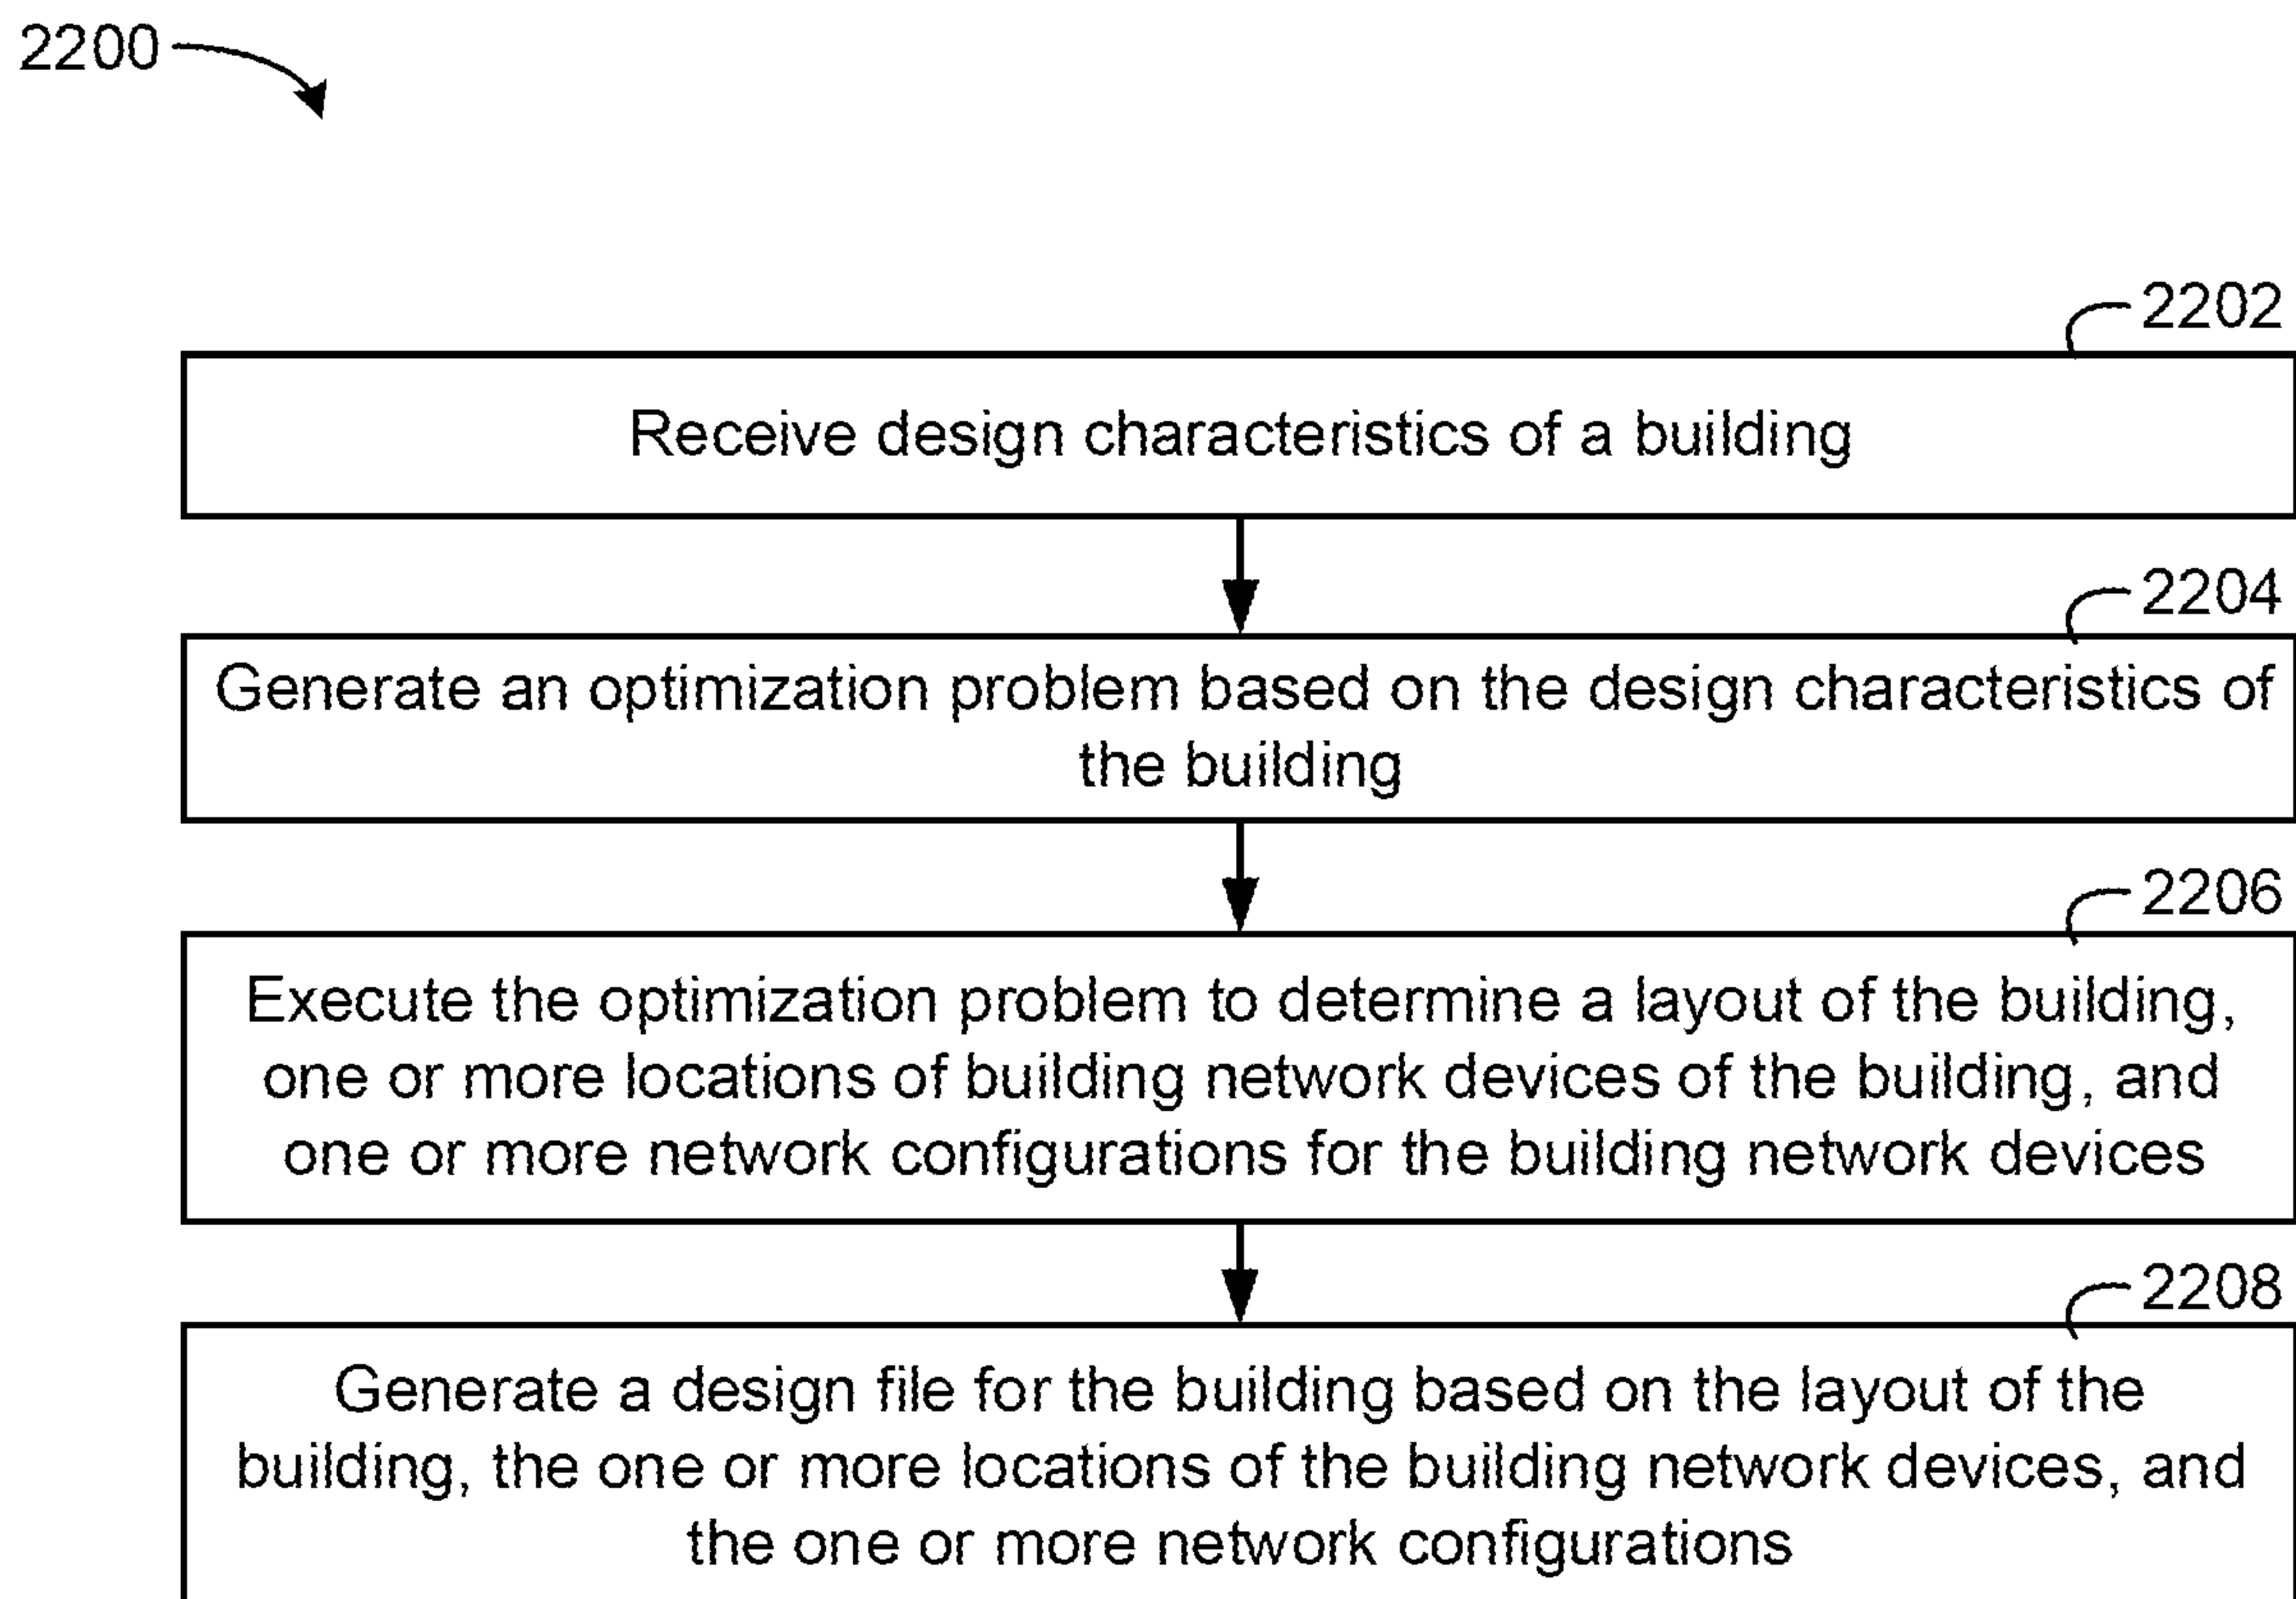 2200
2202
Receive design characteristics of a building
2204
Generate an optimization problem based on the design characteristics of
the building
2206
Execute the optimization problem to determine a layout of the building,
one or more locations of building network devices of the building, and
one or more network configurations for the building network devices
2208
Generate a design file for the building based on the layout of the
building, the one or more locations of the building network devices, and
the one or more network configurations